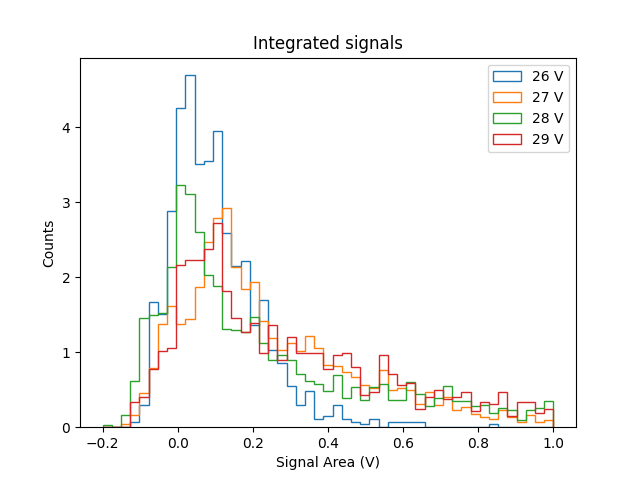 Integrated signals
26 V
27 V
28 V
29 V
Counts
4
3
2
1
0
−0.2 0.0 0.2 0.4 0.6 0.8 1.0
Signal Area (V)